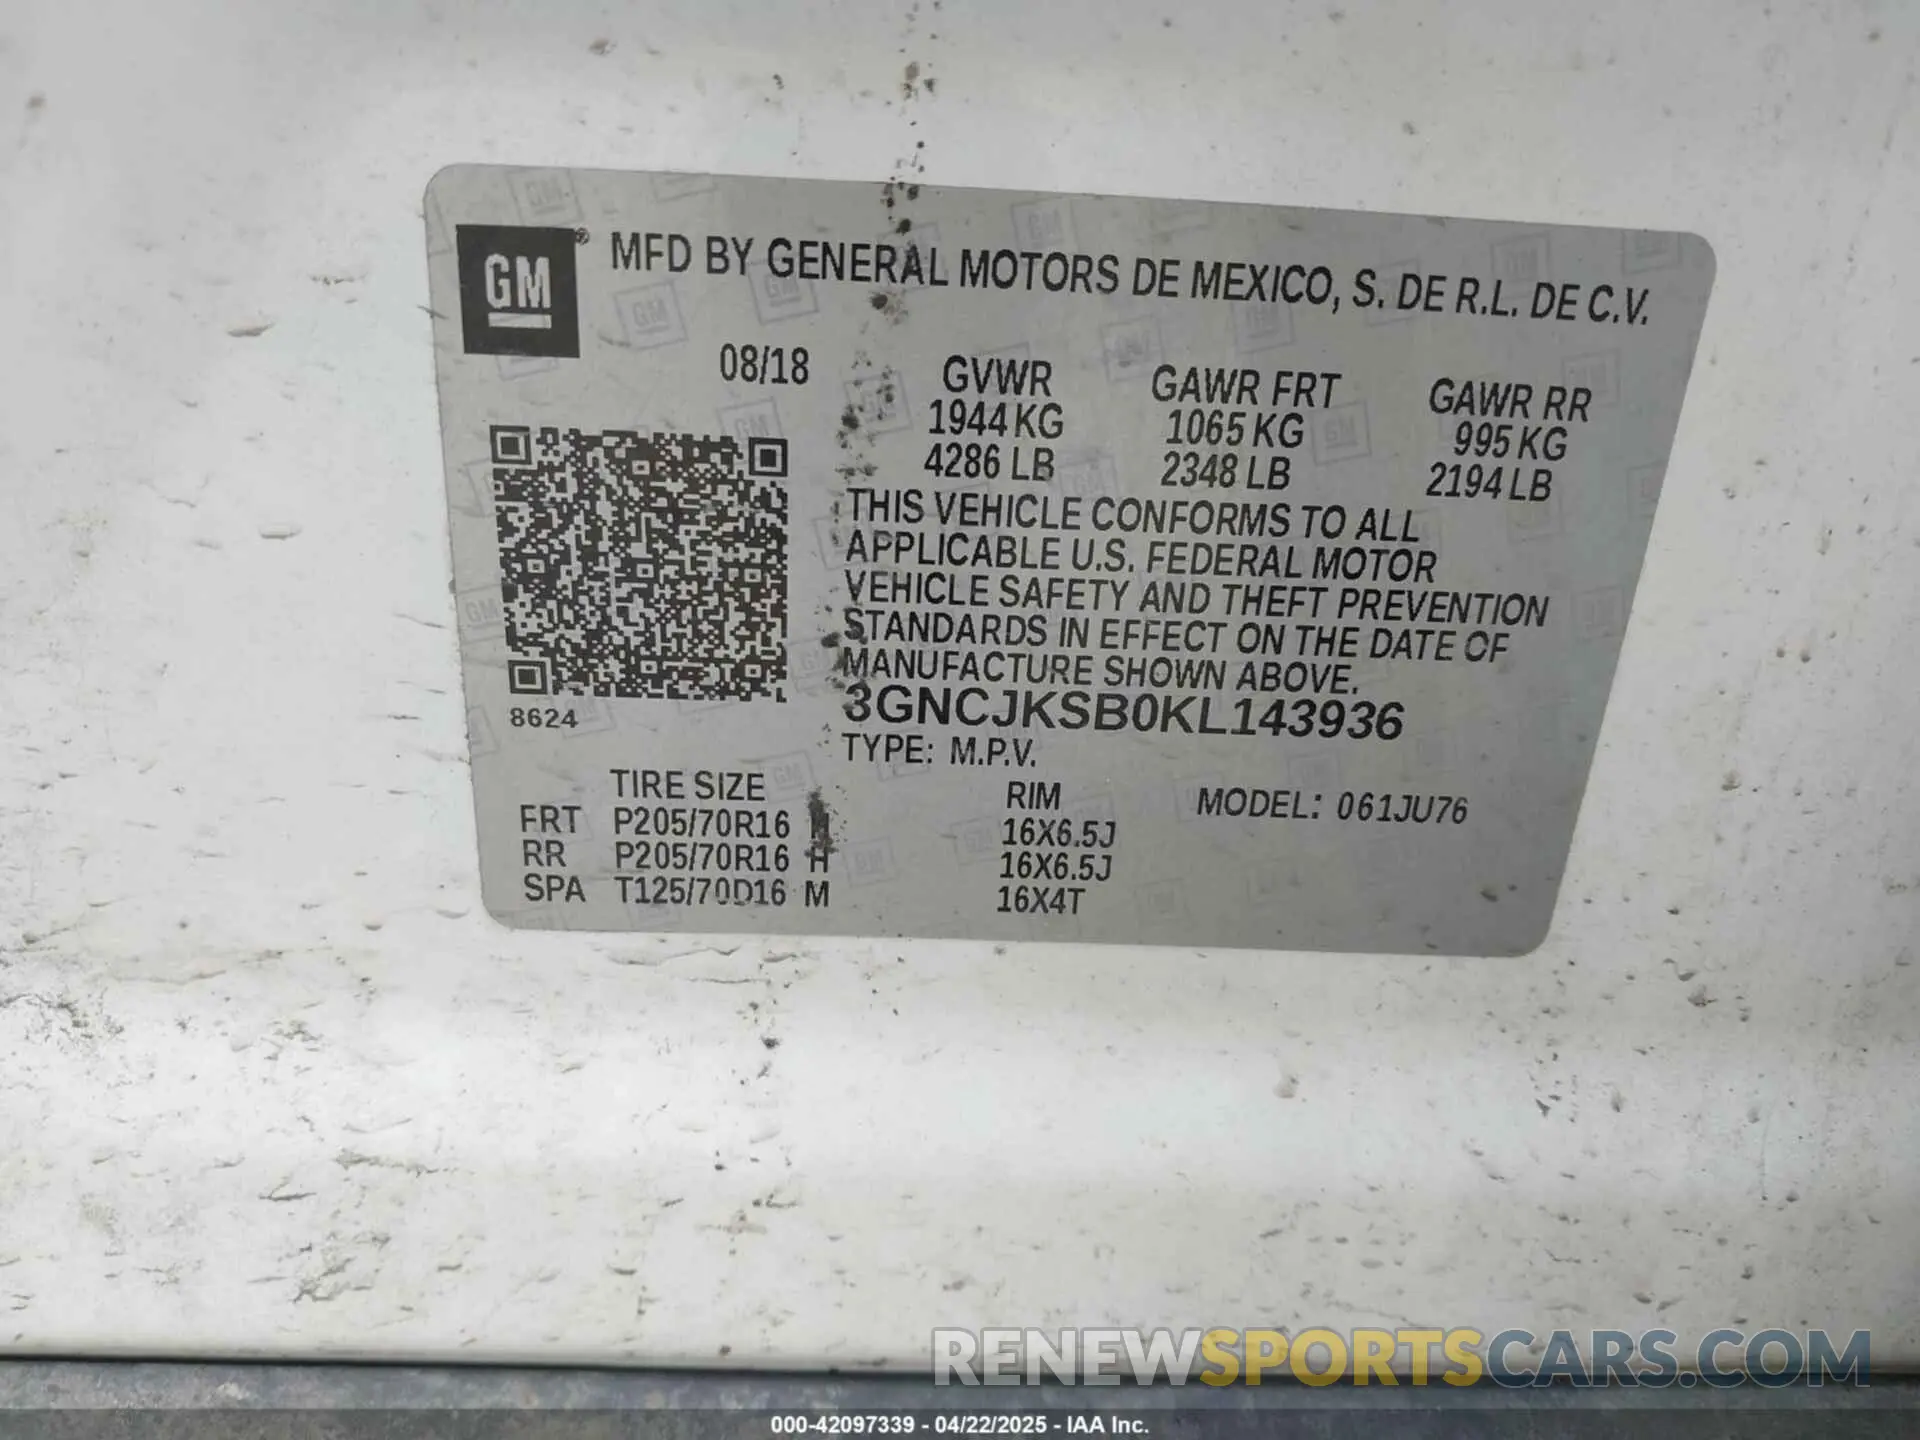 GM®
MFD BY GENERAL MOTORS DE MEXICO, S. DE R.L. DE C.V.
08/18 GVWR GAWR FRT GAWR RR
1944 KG 1065 KG 995 KG
4286 LB 2348 LB 2194 LB
THIS VEHICLE CONFORMS TO ALL
APPLICABLE U.S. FEDERAL MOTOR
VEHICLE SAFETY AND THEFT PREVENTION
STANDARDS IN EFFECT ON THE DATE OF
MANUFACTURE SHOWN ABOVE.
3GNCJKSB0KL143936
8624
TYPE: M.P.V.
TIRE SIZE RIM MODEL: 061JU76
FRT P205/70R16 16X6.5J
RR P205/70R16 H 16X6.5J
SPA T125/70D16 M 16X4T
RENEWSPORTSCARS.COM
000-42097339 - 04/22/2025 - IAA Inc.